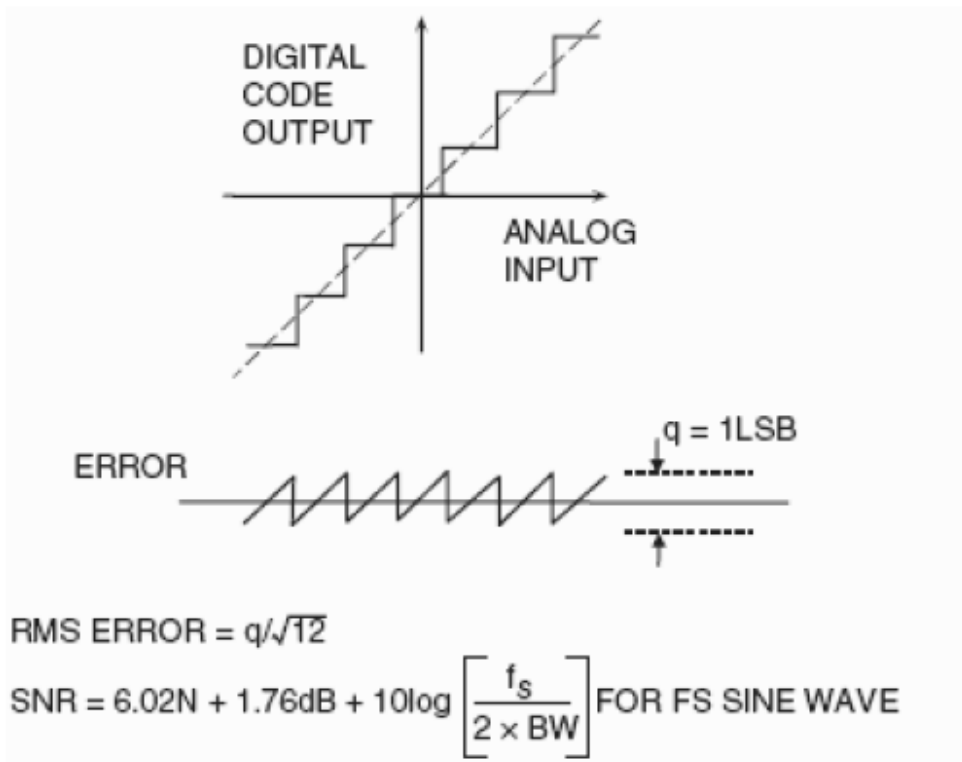 DIGITAL
CODE
OUTPUT
ANALOG
INPUT
q = 1LSB
ERROR
RMS ERROR = q/√12
SNR = 6.02N + 1.76dB + 10log [fs / 2 × BW] FOR FS SINE WAVE